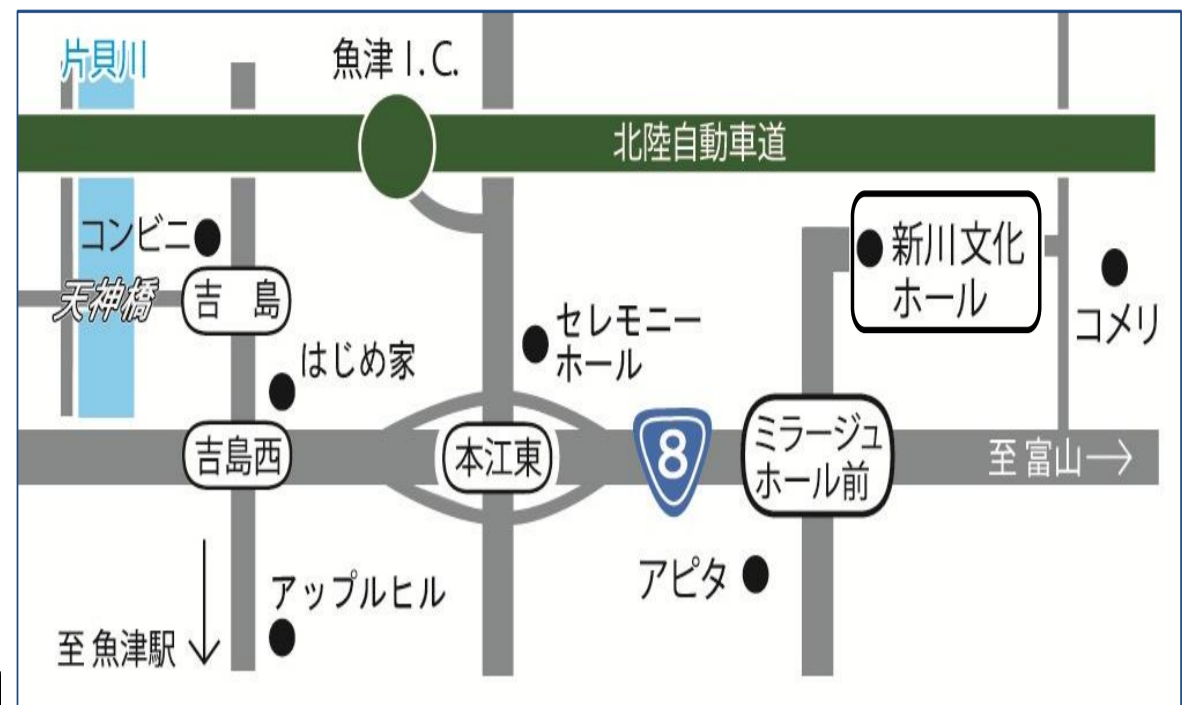 片貝川
魚津 I.C.
北陸自動車道
コンビニ
新川文化
ホール
天神橋
吉 島
コメリ
セレモニー
ホール
はじめ家
吉島西
本江東
8
ミラージュ
ホール前
至 富山→
アピタ
アップルヒル
至 魚津駅